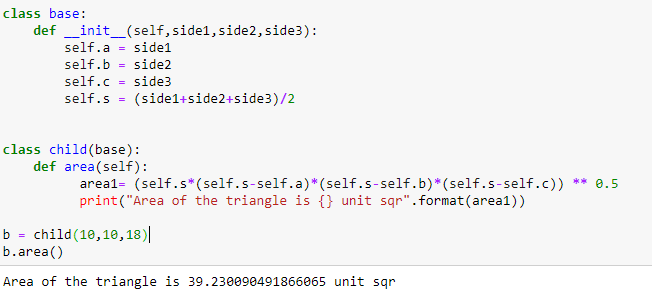 class base:
    def __init__(self,side1,side2,side3):
        self.a = side1
        self.b = side2
        self.c = side3
        self.s = (side1+side2+side3)/2
class child(base):
    def area(self):
          area1= (self.s*(self.s-self.a)*(self.s-self.b)*(self.s-self.c)) ** 0.5
          print("Area of the triangle is {} unit sqr".format(area1))
b = child(10,10,18)
b.area()
Area of the triangle is 39.230090491866065 unit sqr